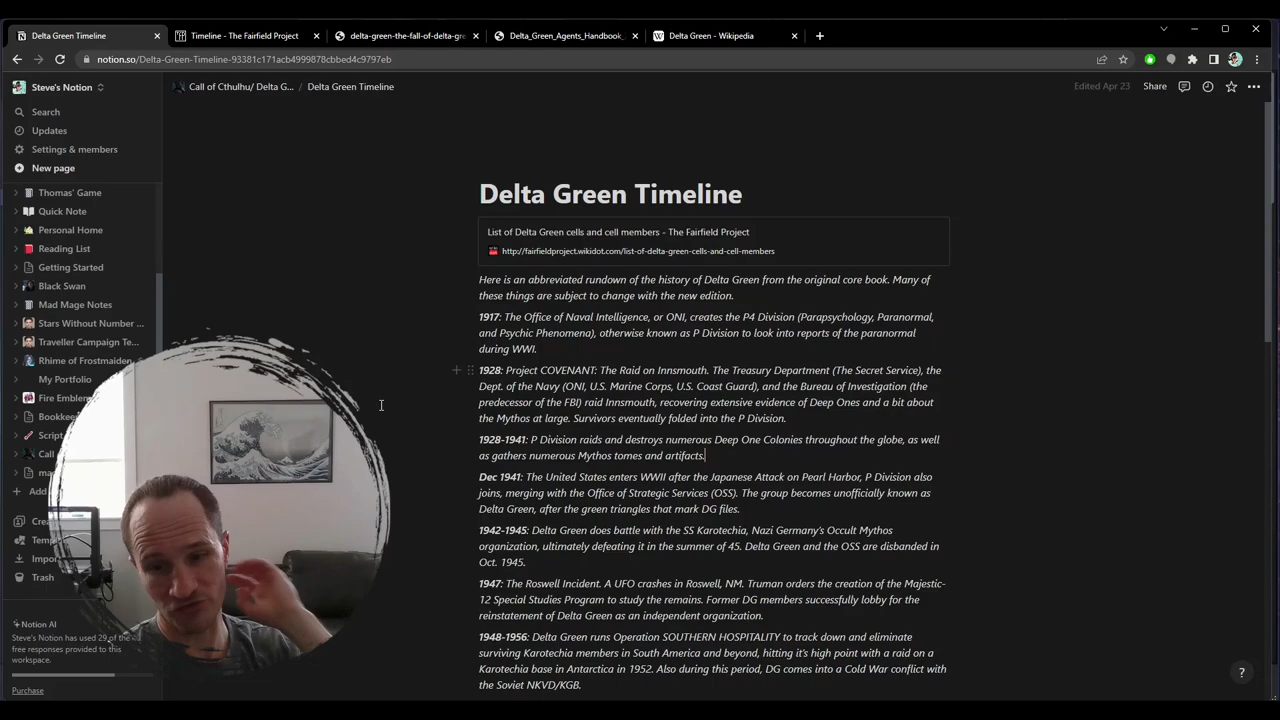 Delta Green Timeline
Timeline - The Fairfield Project
delta-green-the-fall-of-delta-gre
Delta_Green_Agents_Handbook_
Delta Green - Wikipedia
notion.so/Delta-Green-Timeline-93381c171acb4999878cbbed4c9797eb
Steve's Notion
Call of Cthulhu/ Delta G... / Delta Green Timeline
Edited Apr 23
Share
Search
Updates
Settings & members
New page
Thomas' Game
Quick Note
Personal Home
Reading List
Getting Started
Black Swan
Mad Mage Notes
Stars Without Number ...
Traveller Campaign Te...
Rhime of Frostmaiden
My Portfolio
Fire Emblem
Script
Trash
Notion AI
Steve's Notion has used 29 of the
free responses provided to this
workspace.
Purchase
Delta Green Timeline
List of Delta Green cells and cell members - The Fairfield Project
http://fairfieldproject.wikidot.com/list-of-delta-green-cells-and-cell-members
Here is an abbreviated rundown of the history of Delta Green from the original core book. Many of
these things are subject to change with the new edition.
1917: The Office of Naval Intelligence, or ONI, creates the P4 Division (Parapsychology, Paranormal,
and Psychic Phenomena), otherwise known as P Division to look into reports of the paranormal
during WWI.
1928: Project COVENANT: The Raid on Innsmouth. The Treasury Department (The Secret Service), the
Dept. of the Navy (ONI, U.S. Marine Corps, U.S. Coast Guard), and the Bureau of Investigation (the
predecessor of the FBI) raid Innsmouth, recovering extensive evidence of Deep Ones and a bit about
the Mythos at large. Survivors eventually folded into the P Division.
1928-1941: P Division raids and destroys numerous Deep One Colonies throughout the globe, as well
as gathers numerous Mythos tomes and artifacts.
Dec 1941: The United States enters WWII after the Japanese Attack on Pearl Harbor, P Division also
joins, merging with the Office of Strategic Services (OSS). The group becomes unofficially known as
Delta Green, after the green triangles that mark DG files.
1942-1945: Delta Green does battle with the SS Karotechia, Nazi Germany's Occult Mythos
organization, ultimately defeating it in the summer of 45. Delta Green and the OSS are disbanded in
Oct. 1945.
1947: The Roswell Incident. A UFO crashes in Roswell, NM. Truman orders the creation of the Majestic-
12 Special Studies Program to study the remains. Former DG members successfully lobby for the
reinstatement of Delta Green as an independent organization.
1948-1956: Delta Green runs Operation SOUTHERN HOSPITALITY to track down and eliminate
surviving Karotechia members in South America and beyond, hitting it's high point with a raid on a
Karotechia base in Antarctica in 1952. Also during this period, DG comes into a Cold War conflict with
the Soviet NKVD/KGB.